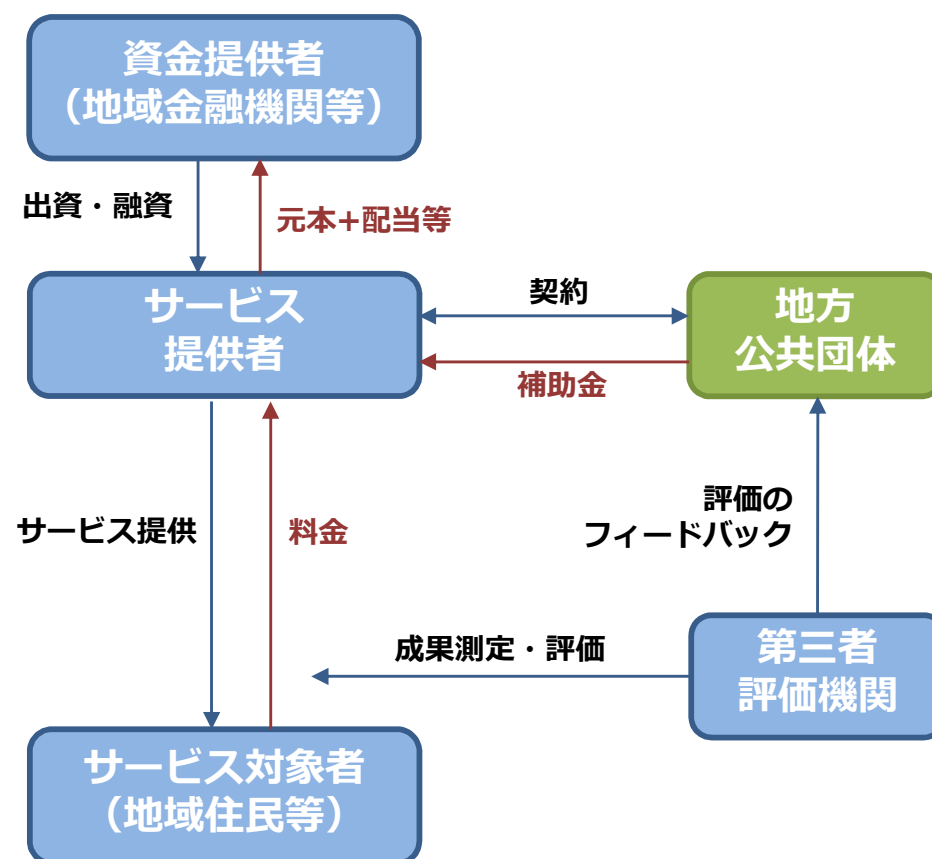 資金提供者
（地域金融機関等）
出資・融資
元本+配当等
サービス
提供者
契約
補助金
地方
公共団体
サービス提供
料金
評価の
フィードバック
成果測定・評価
第三者
評価機関
サービス対象者
（地域住民等）